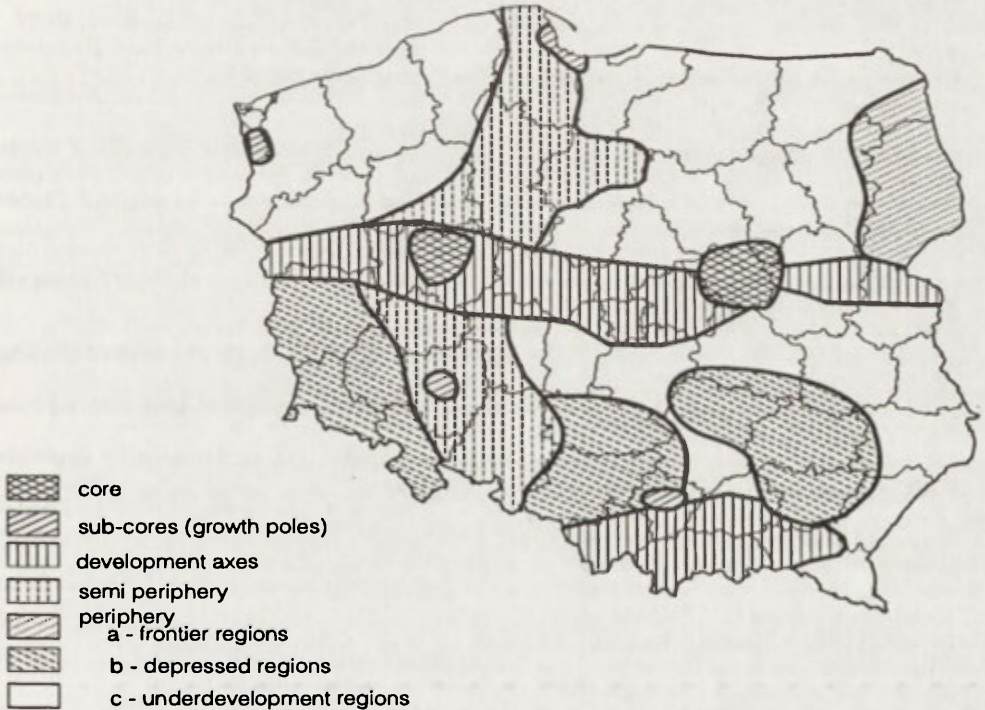 core
sub-cores (growth poles)
development axes
semi periphery
periphery
a - frontier regions
b - depressed regions
c - underdevelopment regions